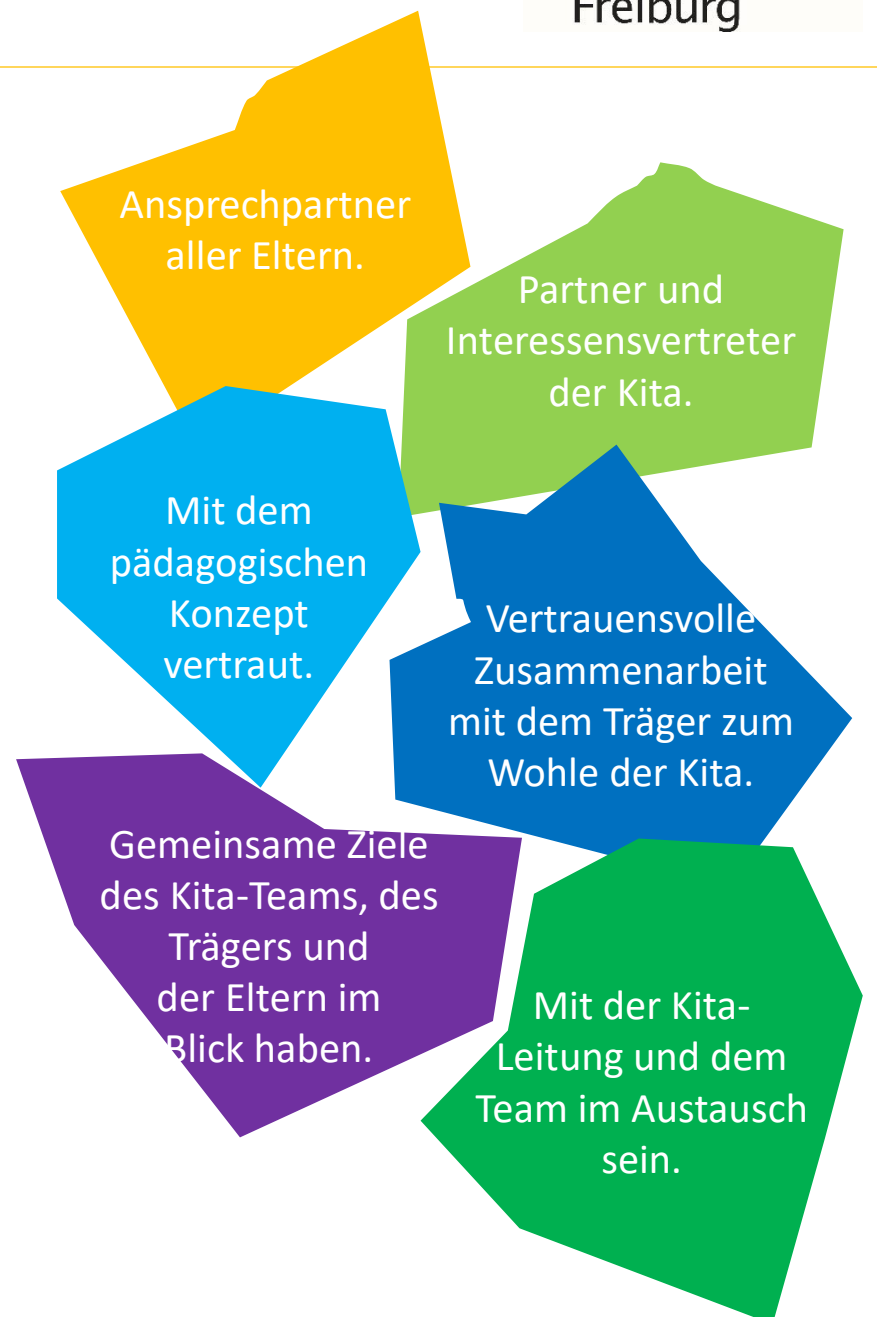 Freiburg
Ansprechpartner
aller Eltern.
Partner und
Interessensvertreter
der Kita.
Mit dem
pädagogischen
Konzept
vertraut.
Vertrauensvolle
Zusammenarbeit
mit dem Träger zum
Wohle der Kita.
Gemeinsame Ziele
des Kita-Teams, des
Trägers und
der Eltern im
Blick haben.
Mit der Kita-
Leitung und dem
Team im Austausch
sein.